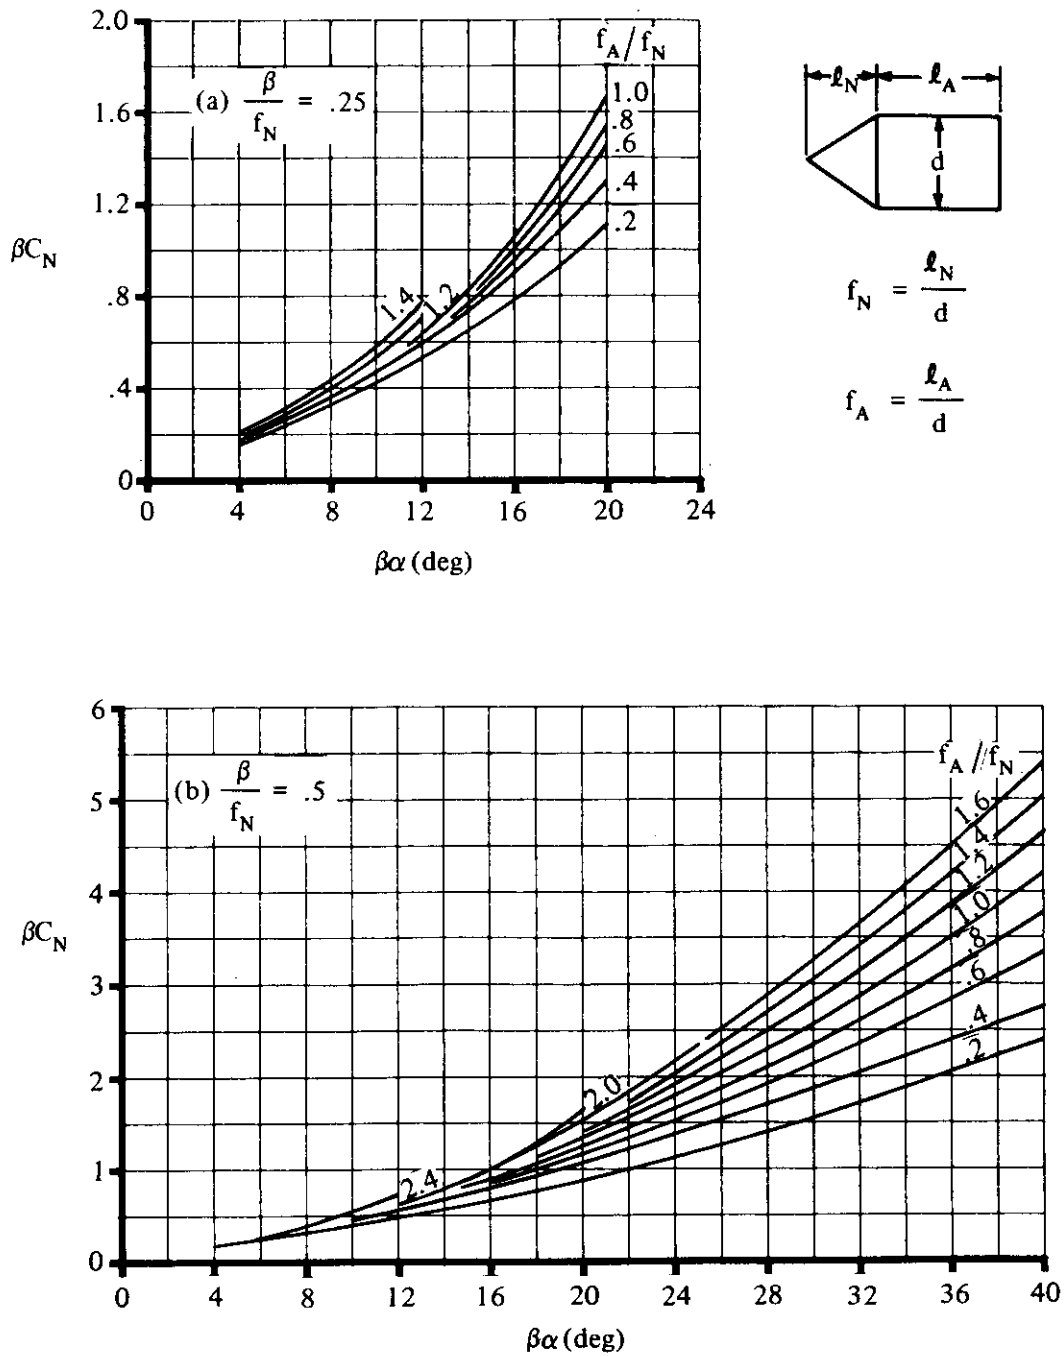 2.0
1.6
1.2
.8
.4
0
βC_N
(a) β/f_N = .25
f_A/f_N
1.0
.8
.6
.4
.2
1.4
1.2
0 4 8 12 16 20 24
βα (deg)
ℓ_N ℓ_A
d
f_N = ℓ_N/d
f_A = ℓ_A/d
6
5
4
3
2
1
0
βC_N
(b) β/f_N = .5
f_A//f_N
1.6
1.4
1.2
1.0
.8
.6
.4
.2
2.0
2.4
0 4 8 12 16 20 24 28 32 36 40
βα (deg)